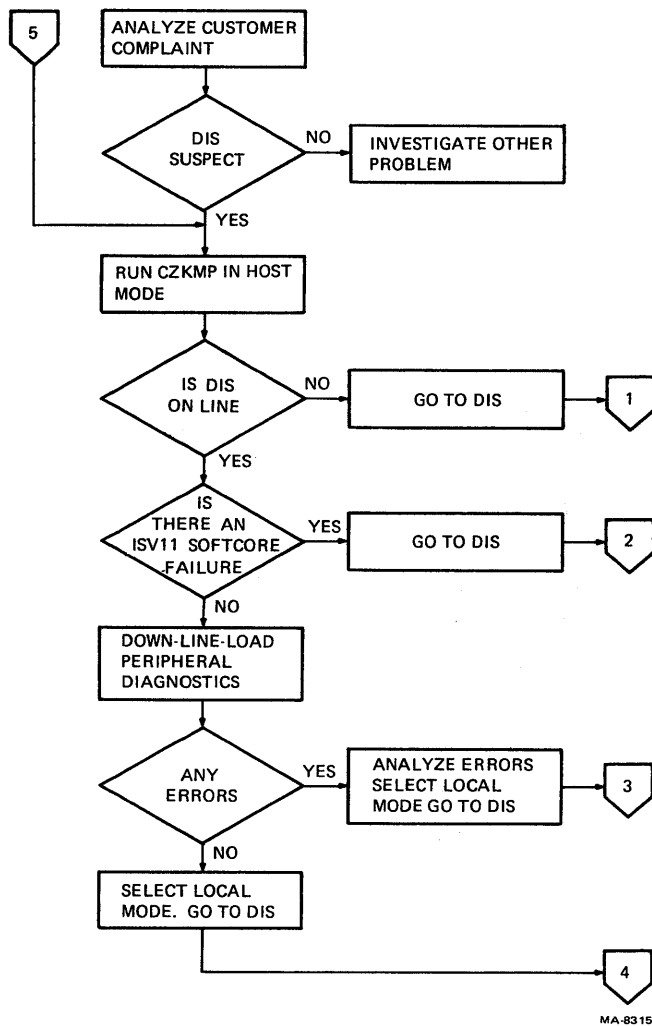 5
ANALYZE CUSTOMER
COMPLAINT
DIS
SUSPECT
NO
INVESTIGATE OTHER
PROBLEM
YES
RUN CZKMP IN HOST
MODE
IS DIS
ON LINE
NO
GO TO DIS
1
YES
IS
THERE AN
ISV11 SOFTCORE
FAILURE
YES
GO TO DIS
2
NO
DOWN-LINE-LOAD
PERIPHERAL
DIAGNOSTICS
ANY
ERRORS
YES
ANALYZE ERRORS
SELECT LOCAL
MODE GO TO DIS
3
NO
SELECT LOCAL
MODE. GO TO DIS
4
MA-8315